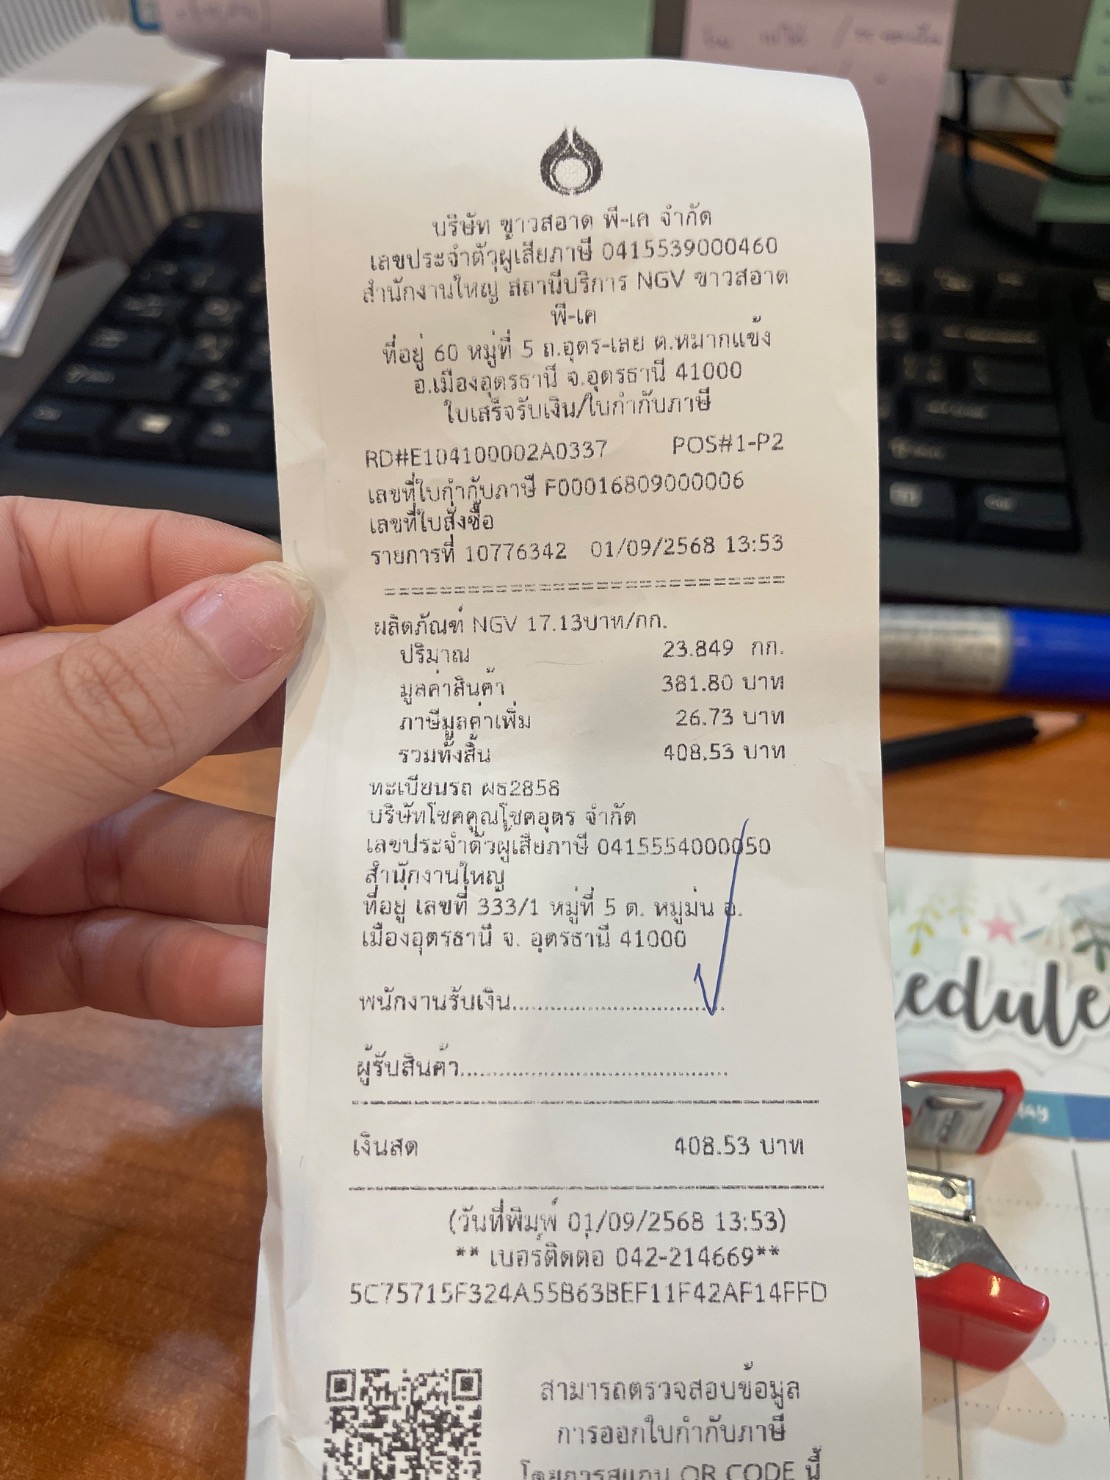 บริษัท ขาวสอาด พี-เค จำกัด
เลขประจำตัวผู้เสียภาษี 0415539000460
สำนักงานใหญ่ สถานีบริการ NGV ขาวสอาด
พี-เค
ที่อยู่ 60 หมู่ที่ 5 ถ.อุดร-เลย ต.หมากแข้ง
อ.เมืองอุดรธานี จ.อุดรธานี 41000
ใบเสร็จรับเงิน/ใบกำกับภาษี
RD#E104100002A0337 POS#1-P2
เลขที่ใบกำกับภาษี F00016809000006
เลขที่ใบสั่งซื้อ
รายการที่ 10776342 01/09/2568 13:53
ผลิตภัณฑ์ NGV 17.13บาท/กก.
ปริมาณ 23.849 กก.
มูลค่าสินค้า 381.80 บาท
ภาษีมูลค่าเพิ่ม 26.73 บาท
รวมทั้งสิ้น 408.53 บาท
ทะเบียนรถ ผธ2858
บริษัทโชคคูณโชคอุดร จำกัด
เลขประจำตัวผู้เสียภาษี 0415554000050
สำนักงานใหญ่
ที่อยู่ เลขที่ 333/1 หมู่ที่ 5 ต. หมูม่น อ.
เมืองอุดรธานี จ. อุดรธานี 41000
พนักงานรับเงิน..............................
ผู้รับสินค้า..............................
เงินสด 408.53 บาท
(วันที่พิมพ์ 01/09/2568 13:53)
** เบอร์ติดต่อ 042-214669**
5C75715F324A55B63BEF11F42AF14FFD
สามารถตรวจสอบข้อมูล
การออกใบกำกับภาษี
โดยการสแกน QR CODE นี้
edule